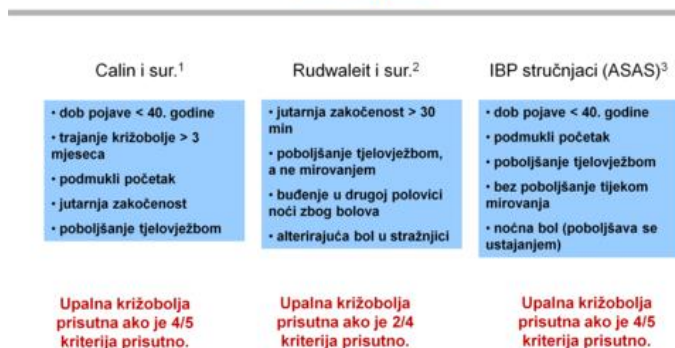 Calin i sur.¹
• dob pojave < 40. godine
• trajanje križobolje > 3
mjeseca
• podmukli početak
• jutarnja zakočenost
• poboljšanje tjelovježbom
Upalna križobolja
prisutna ako je 4/5
kriterija prisutno.
Rudwaleit i sur.²
• jutarnja zakočenost > 30
min
• poboljšanje tjelovježbom,
a ne mirovanjem
• buđenje u drugoj polovici
noći zbog bolova
• alterirajuća bol u stražnjici
Upalna križobolja
prisutna ako je 2/4
kriterija prisutno.
IBP stručnjaci (ASAS)³
• dob pojave < 40. godine
• podmukli početak
• poboljšanje tjelovježbom
• bez poboljšanje tijekom
mirovanja
• noćna bol (poboljšava se
ustajanjem)
Upalna križobolja
prisutna ako je 4/5
kriterija prisutno.